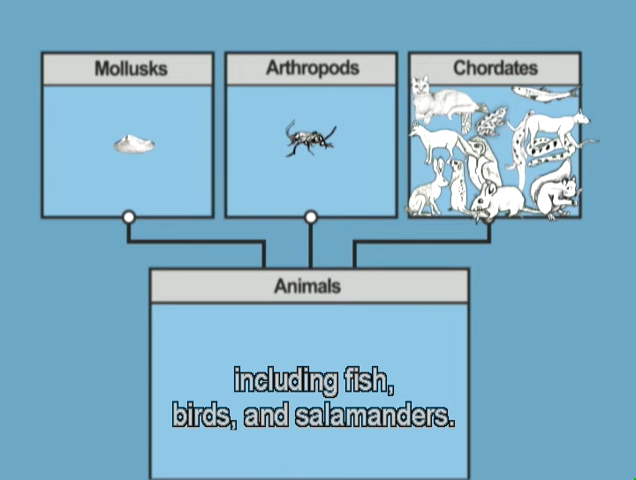 Mollusks
Arthropods
Chordates
Animals
including fish,
birds, and salamanders.